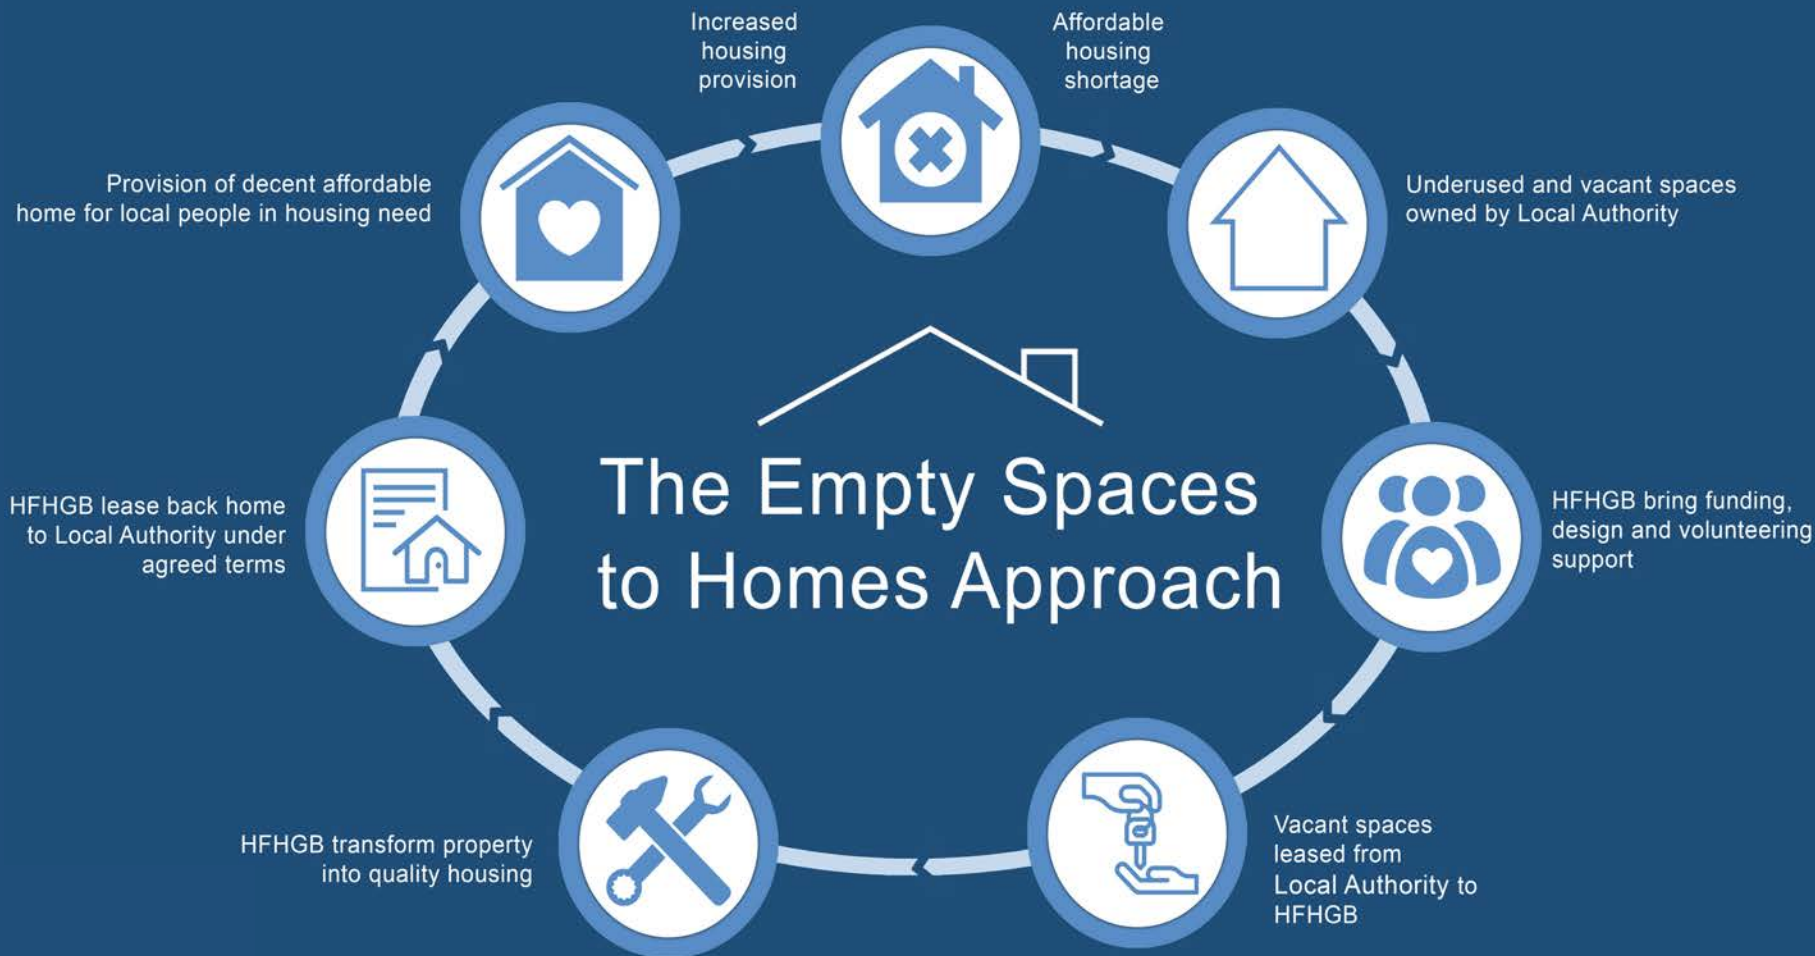 Increased
housing
provision
Affordable
housing
shortage
Underused and vacant spaces
owned by Local Authority
HFHGB bring funding,
design and volunteering
support
Vacant spaces
leased from
Local Authority to
HFHGB
HFHGB transform property
into quality housing
HFHGB lease back home
to Local Authority under
agreed terms
Provision of decent affordable
home for local people in housing need
The Empty Spaces
to Homes Approach